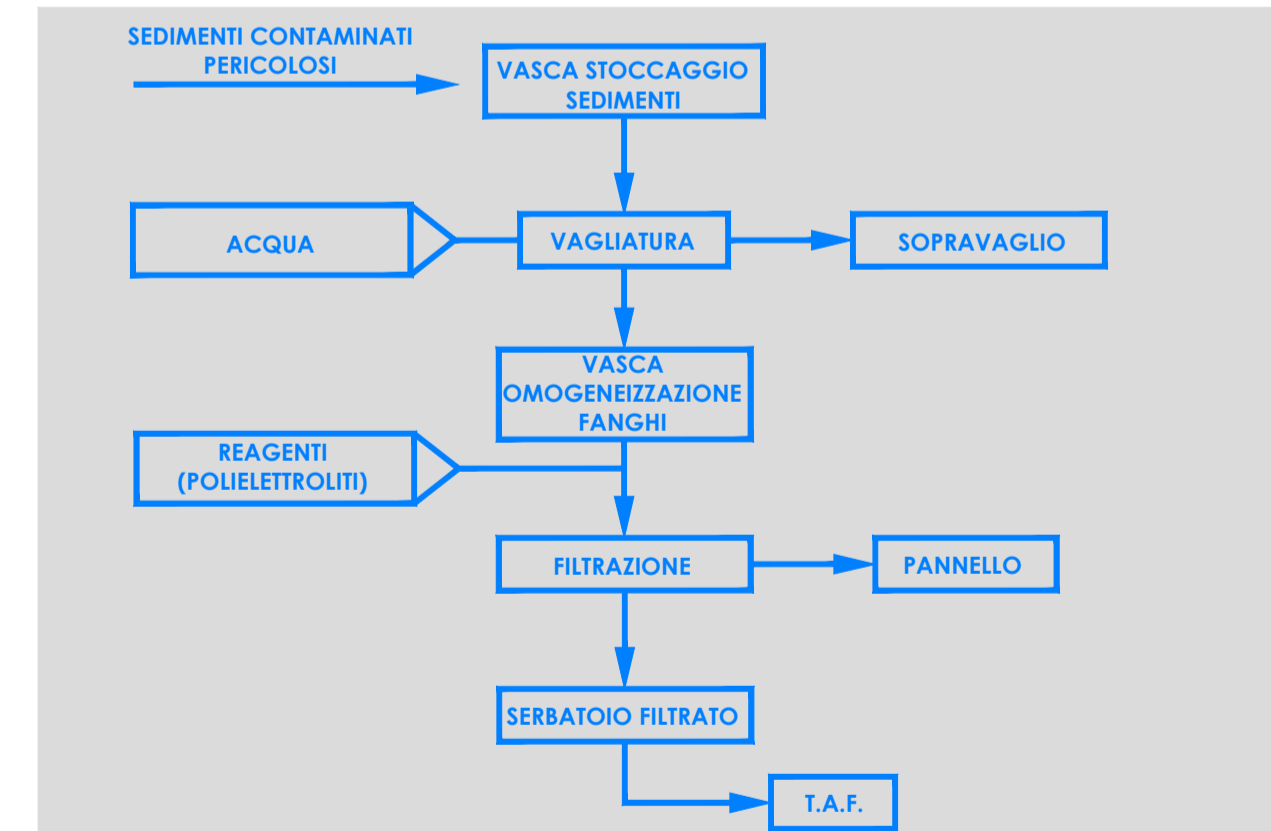 SEDIMENTI CONTAMINATI
PERICOLOSI
VASCA STOCCAGGIO
SEDIMENTI
ACQUA
VAGLIATURA
SOPRAVAGLIO
VASCA
OMOGENEIZZAZIONE
FANGHI
REAGENTI
(POLIELETTROLITI)
FILTRAZIONE
PANNELLO
SERBATOIO FILTRATO
T.A.F.